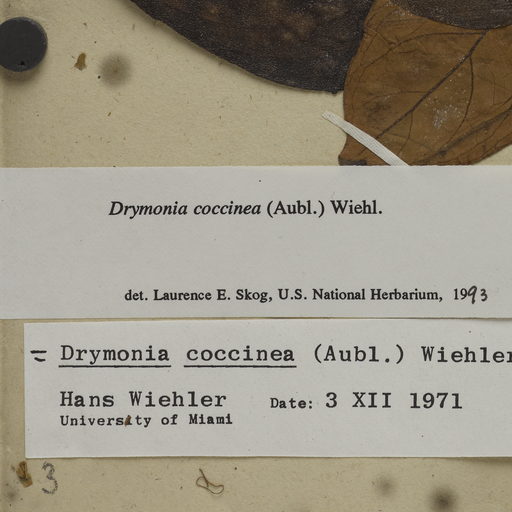 Drymonia coccinea (Aubl.) Wiehl.
det. Laurence E. Skog, U.S. National Herbarium, 1993
= Drymonia coccinea (Aubl.) Wiehler
Hans Wiehler Date: 3 XII 1971
University of Miami
3